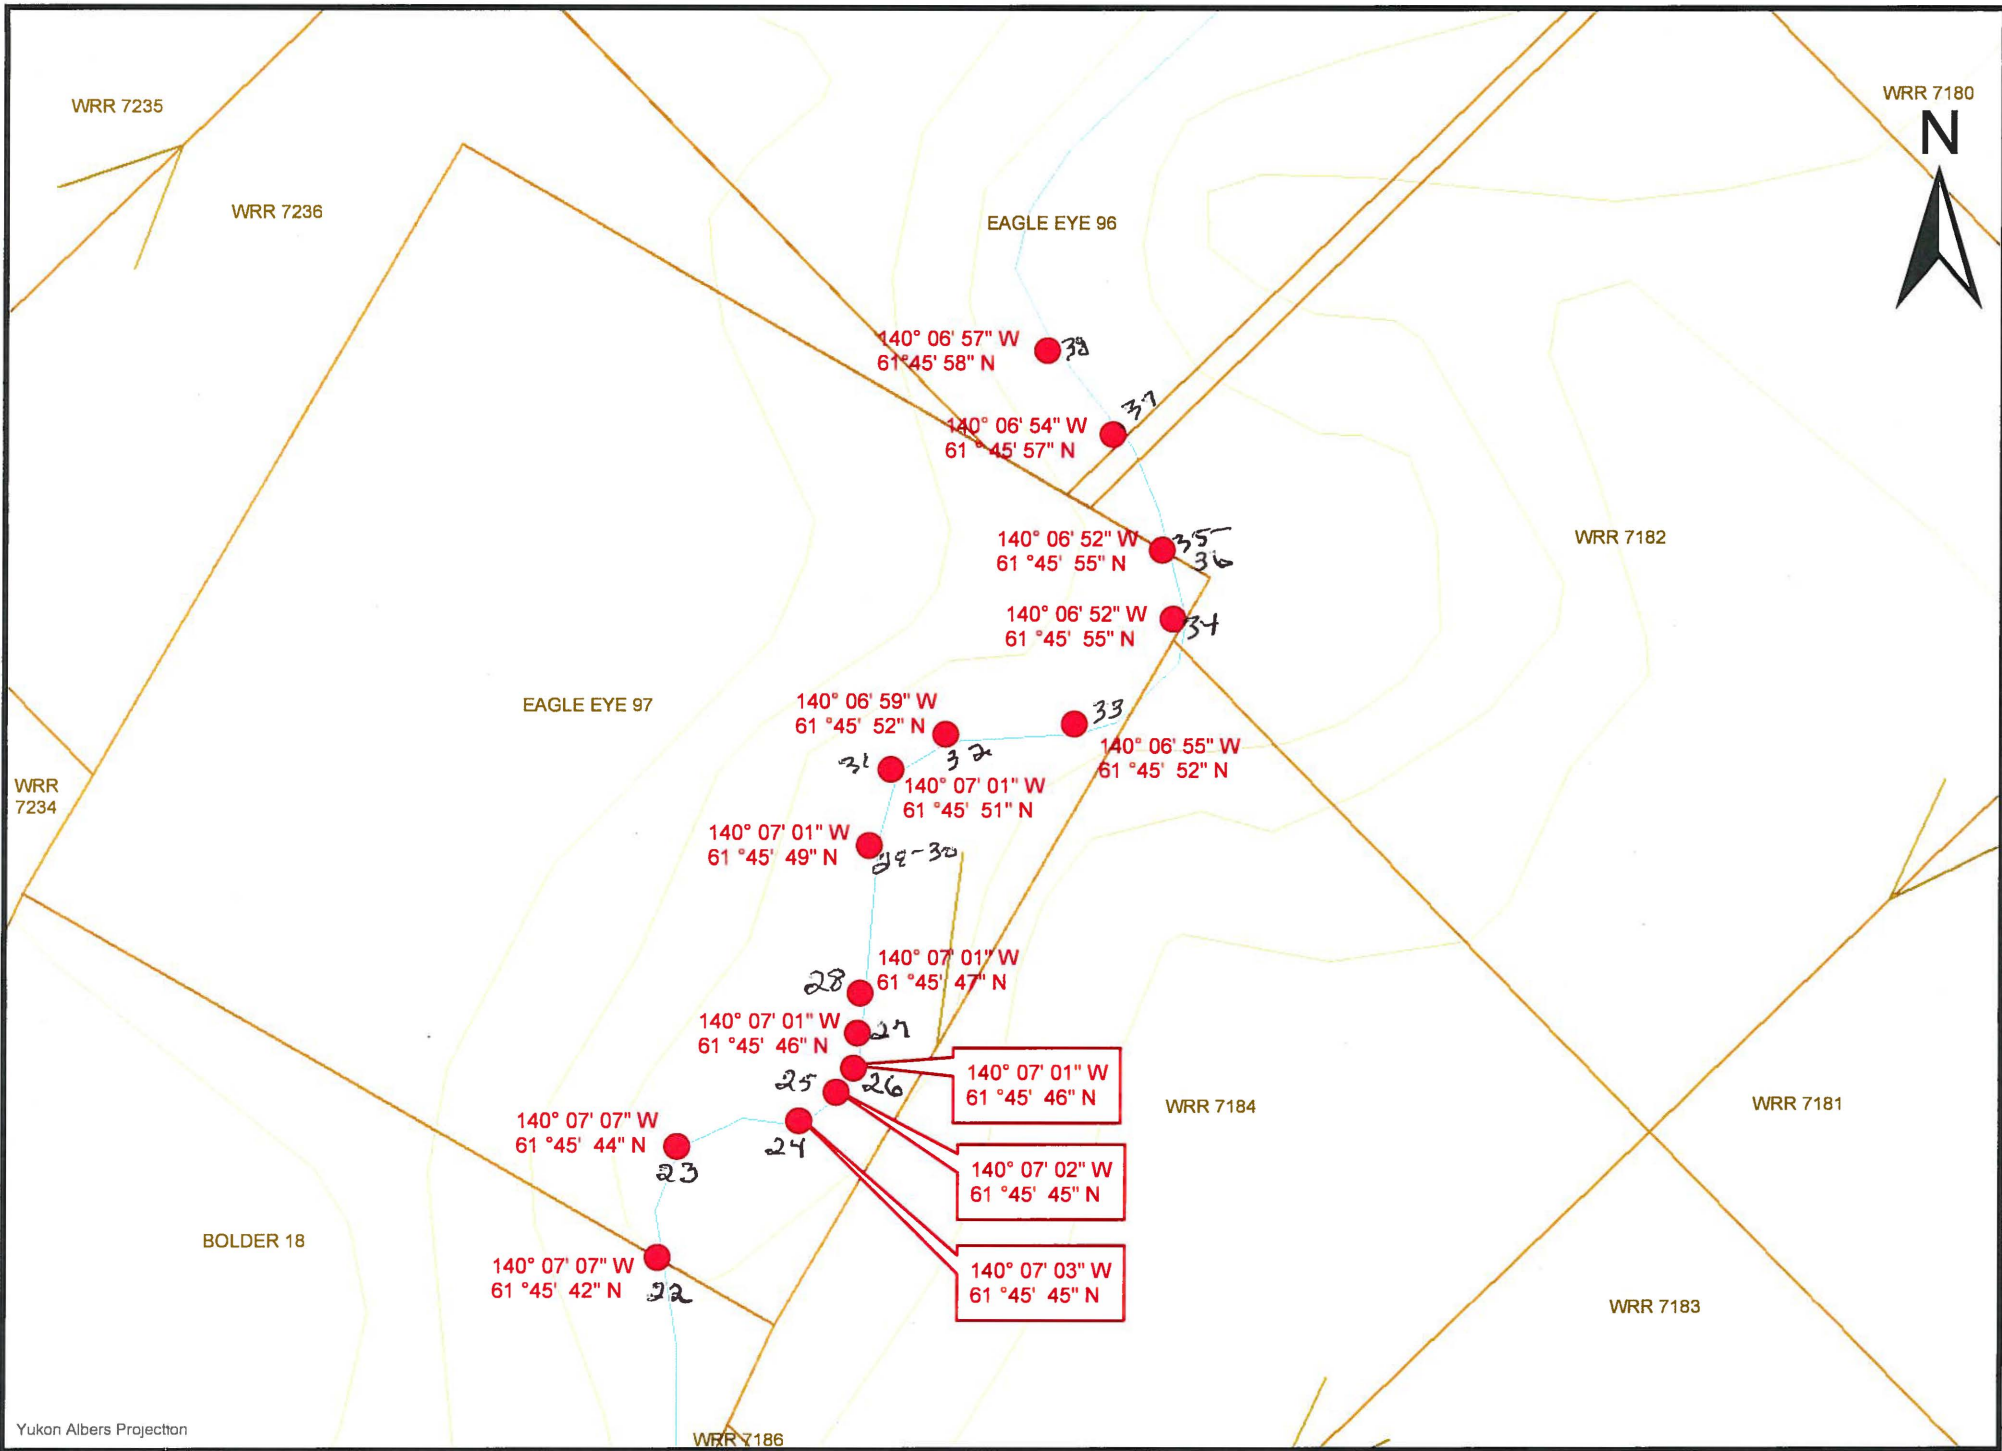 WRR 7235
WRR 7180
N
WRR 7236
EAGLE EYE 96
140° 06' 57" W
61°45' 58" N
38
37
140° 06' 54" W
61 °45' 57" N
140° 06' 52" W
61 °45' 55" N
35
36
WRR 7182
140° 06' 52" W
61 °45' 55" N
34
EAGLE EYE 97
140° 06' 59" W
61 °45' 52" N
32
33
140° 06' 55" W
61 °45' 52" N
31
140° 07' 01" W
61 °45' 51" N
WRR
7234
140° 07' 01" W
61 °45' 49" N
29-30
140° 07' 01" W
61 °45' 47" N
28
140° 07' 01" W
61 °45' 46" N
27
26
140° 07' 01" W
61 °45' 46" N
25
WRR 7184
WRR 7181
140° 07' 07" W
61 °45' 44" N
23
24
140° 07' 02" W
61 °45' 45" N
BOLDER 18
140° 07' 03" W
61 °45' 45" N
140° 07' 07" W
61 °45' 42" N
22
WRR 7183
Yukon Albers Projection
WRR 7186